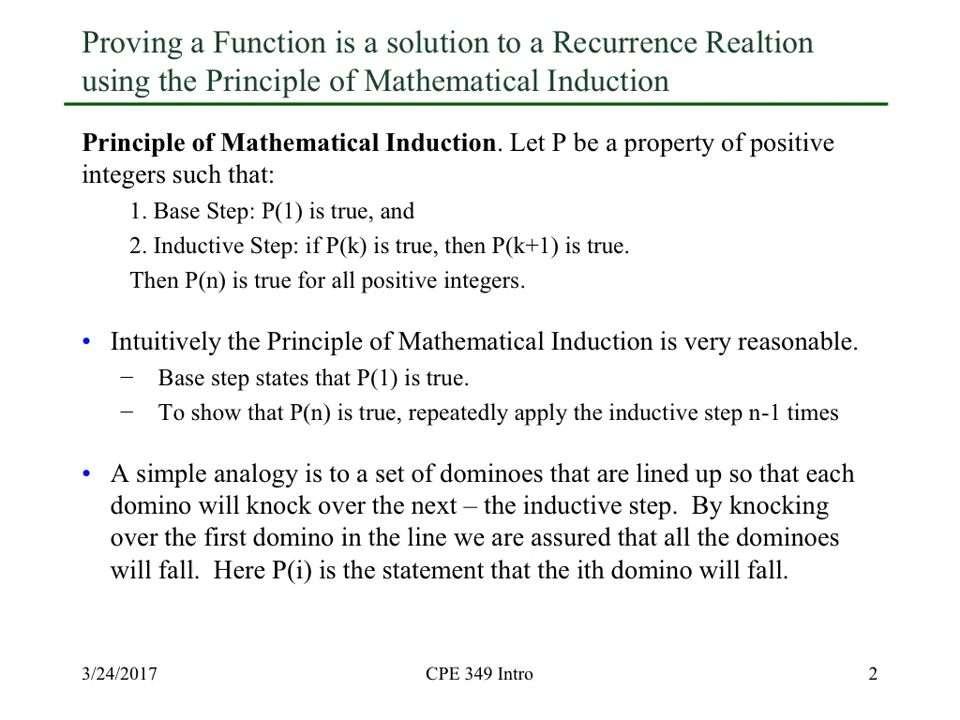 Proving a Function is a solution to a Recurrence Realtion
using the Principle of Mathematical Induction
Principle of Mathematical Induction. Let P be a property of positive
integers such that:
1. Base Step: P(1) is true, and
2. Inductive Step: if P(k) is true, then P(k+1) is true.
Then P(n) is true for all positive integers.
• Intuitively the Principle of Mathematical Induction is very reasonable.
− Base step states that P(1) is true.
− To show that P(n) is true, repeatedly apply the inductive step n-1 times
• A simple analogy is to a set of dominoes that are lined up so that each
domino will knock over the next – the inductive step. By knocking
over the first domino in the line we are assured that all the dominoes
will fall. Here P(i) is the statement that the ith domino will fall.
3/24/2017 CPE 349 Intro 2